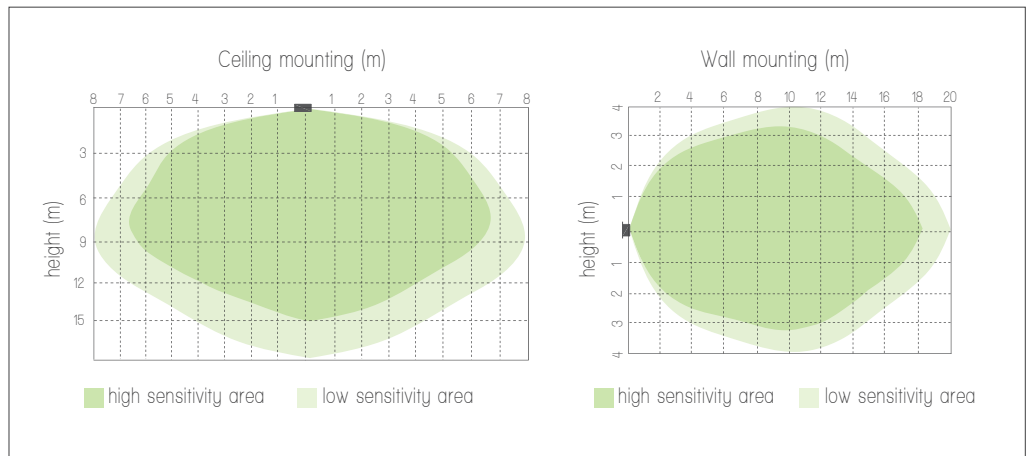 Ceiling mounting (m)
8 7 6 5 4 3 2 1 1 2 3 4 5 6 7 8
3
6
9
12
15
height (m)
high sensitivity area low sensitivity area
Wall mounting (m)
2 4 6 8 10 12 14 16 18 20
4
3
2
1
1
2
3
4
height (m)
high sensitivity area low sensitivity area